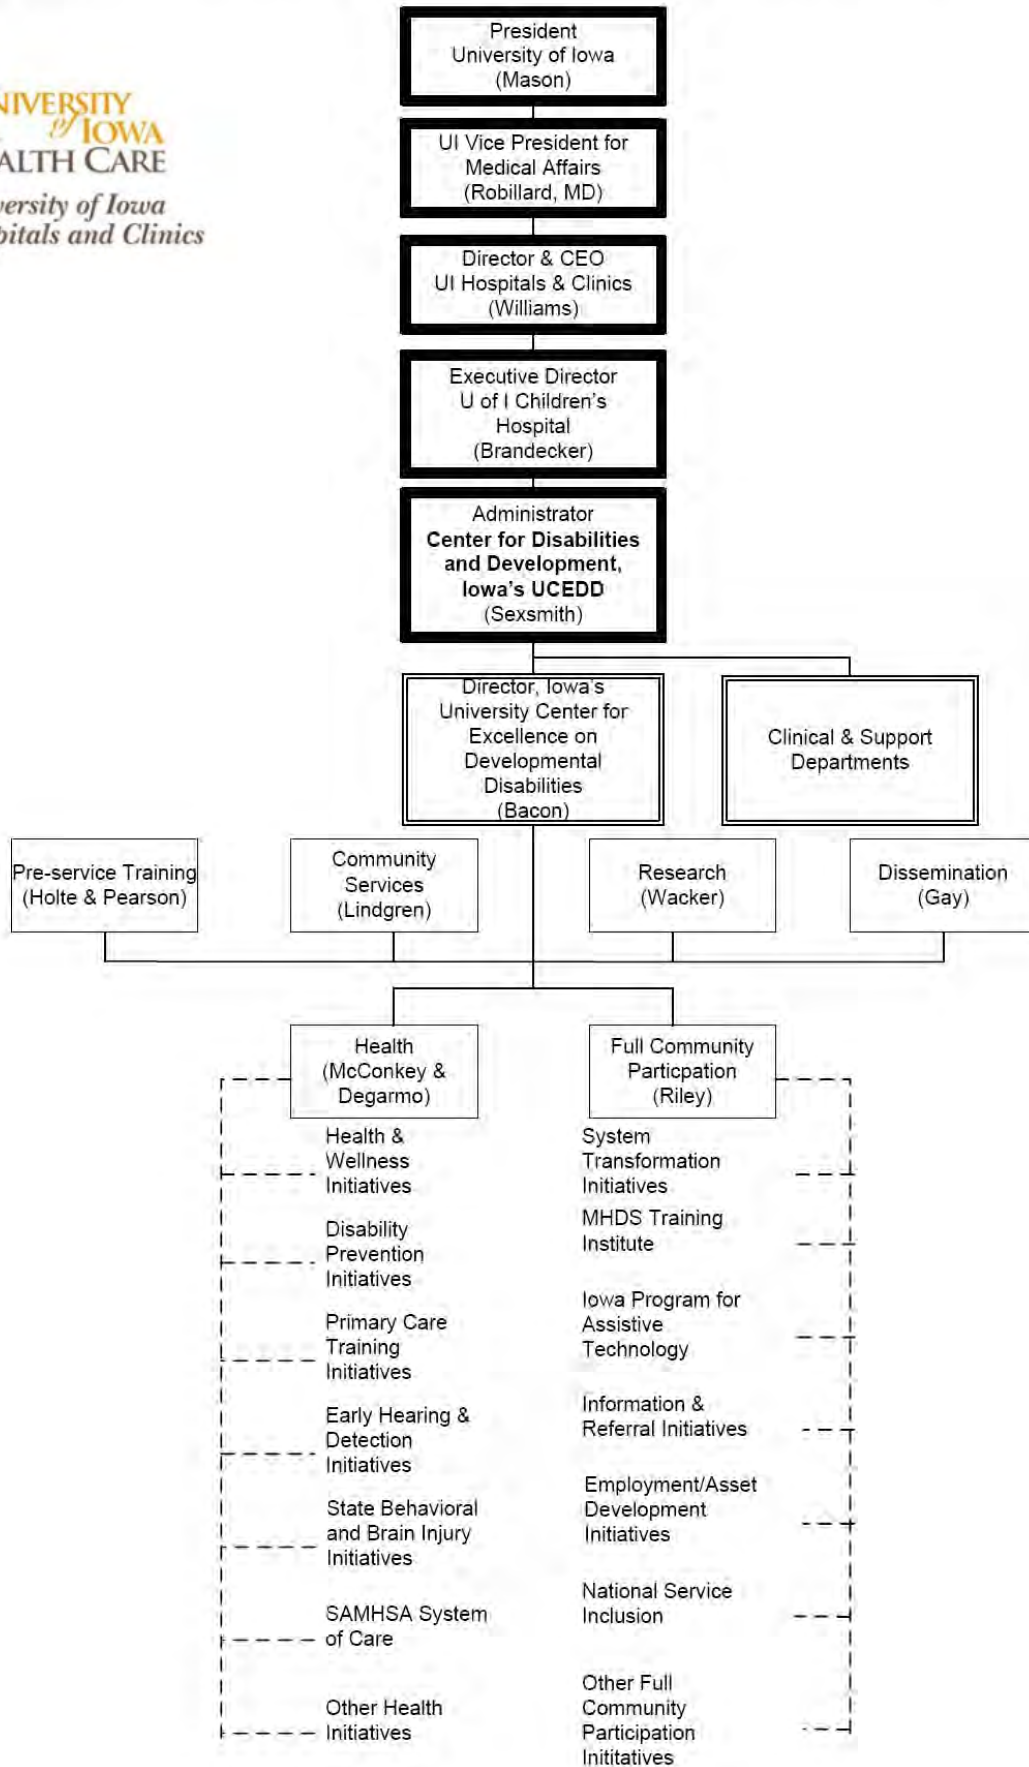 President
University of Iowa
(Mason)
NIVERSITY
of IOWA
ALTH CARE
versity of Iowa
pitals and Clinics
UI Vice President for
Medical Affairs
(Robillard, MD)
Director & CEO
UI Hospitals & Clinics
(Williams)
Executive Director
U of I Children's
Hospital
(Brandecker)
Administrator
Center for Disabilities
and Development,
Iowa's UCEDD
(Sexsmith)
Director, Iowa's
University Center for
Excellence on
Developmental
Disabilities
(Bacon)
Clinical & Support
Departments
Pre-service Training
(Holte & Pearson)
Community
Services
(Lindgren)
Research
(Wacker)
Dissemination
(Gay)
Health
(McConkey &
Degarmo)
Full Community
Particpation
(Riley)
Health &
Wellness
Initiatives
Disability
Prevention
Initiatives
Primary Care
Training
Initiatives
Early Hearing &
Detection
Initiatives
State Behavioral
and Brain Injury
Initiatives
SAMHSA System
of Care
Other Health
Initiatives
System
Transformation
Initiatives
MHDS Training
Institute
Iowa Program for
Assistive
Technology
Information &
Referral Initiatives
Employment/Asset
Development
Initiatives
National Service
Inclusion
Other Full
Community
Participation
Inititatives